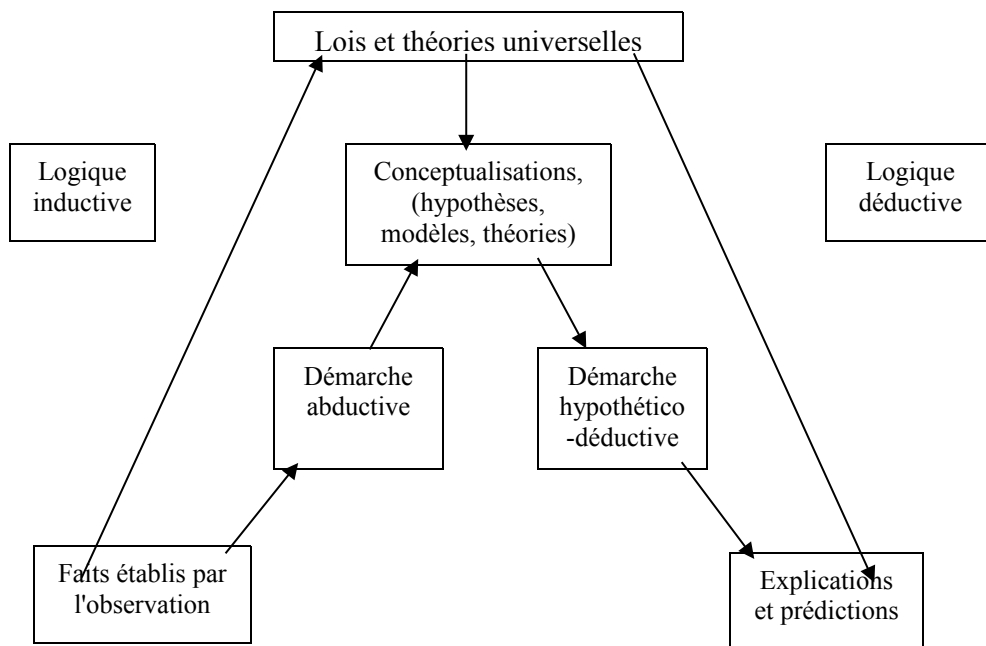 Lois et théories universelles
Logique
inductive
Conceptualisations,
(hypothèses,
modèles, théories)
Logique
déductive
Démarche
abductive
Démarche
hypothético
-déductive
Faits établis par
l'observation
Explications
et prédictions